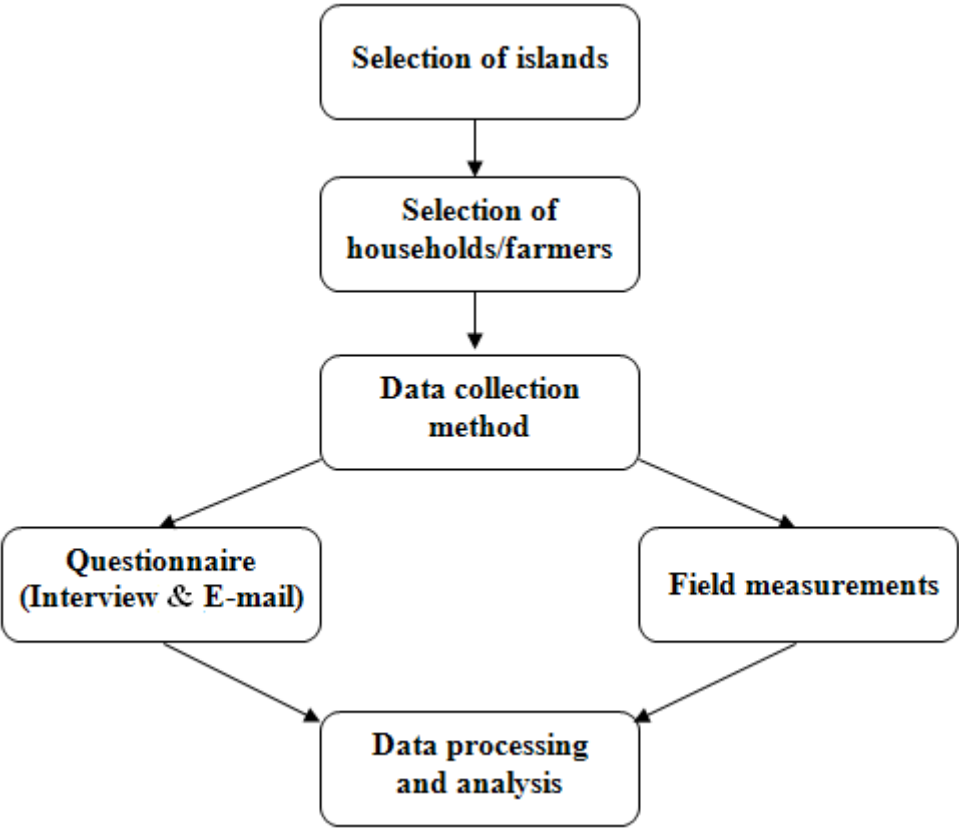 Selection of islands
Selection of
households/farmers
Data collection
method
Questionnaire
(Interview & E-mail)
Field measurements
Data processing
and analysis